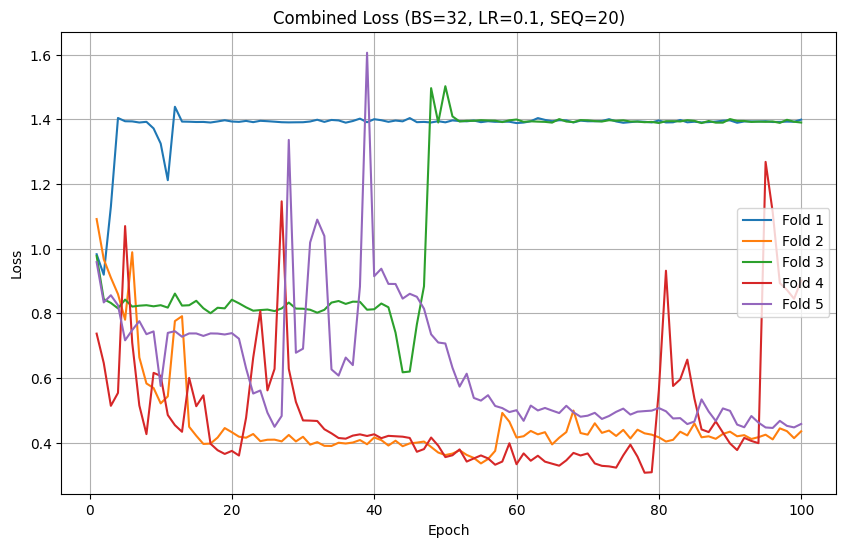 Combined Loss (BS=32, LR=0.1, SEQ=20)
Loss
1.6
1.4
1.2
1.0
0.8
0.6
0.4
Fold 1
Fold 2
Fold 3
Fold 4
Fold 5
0 20 40 60 80 100
Epoch